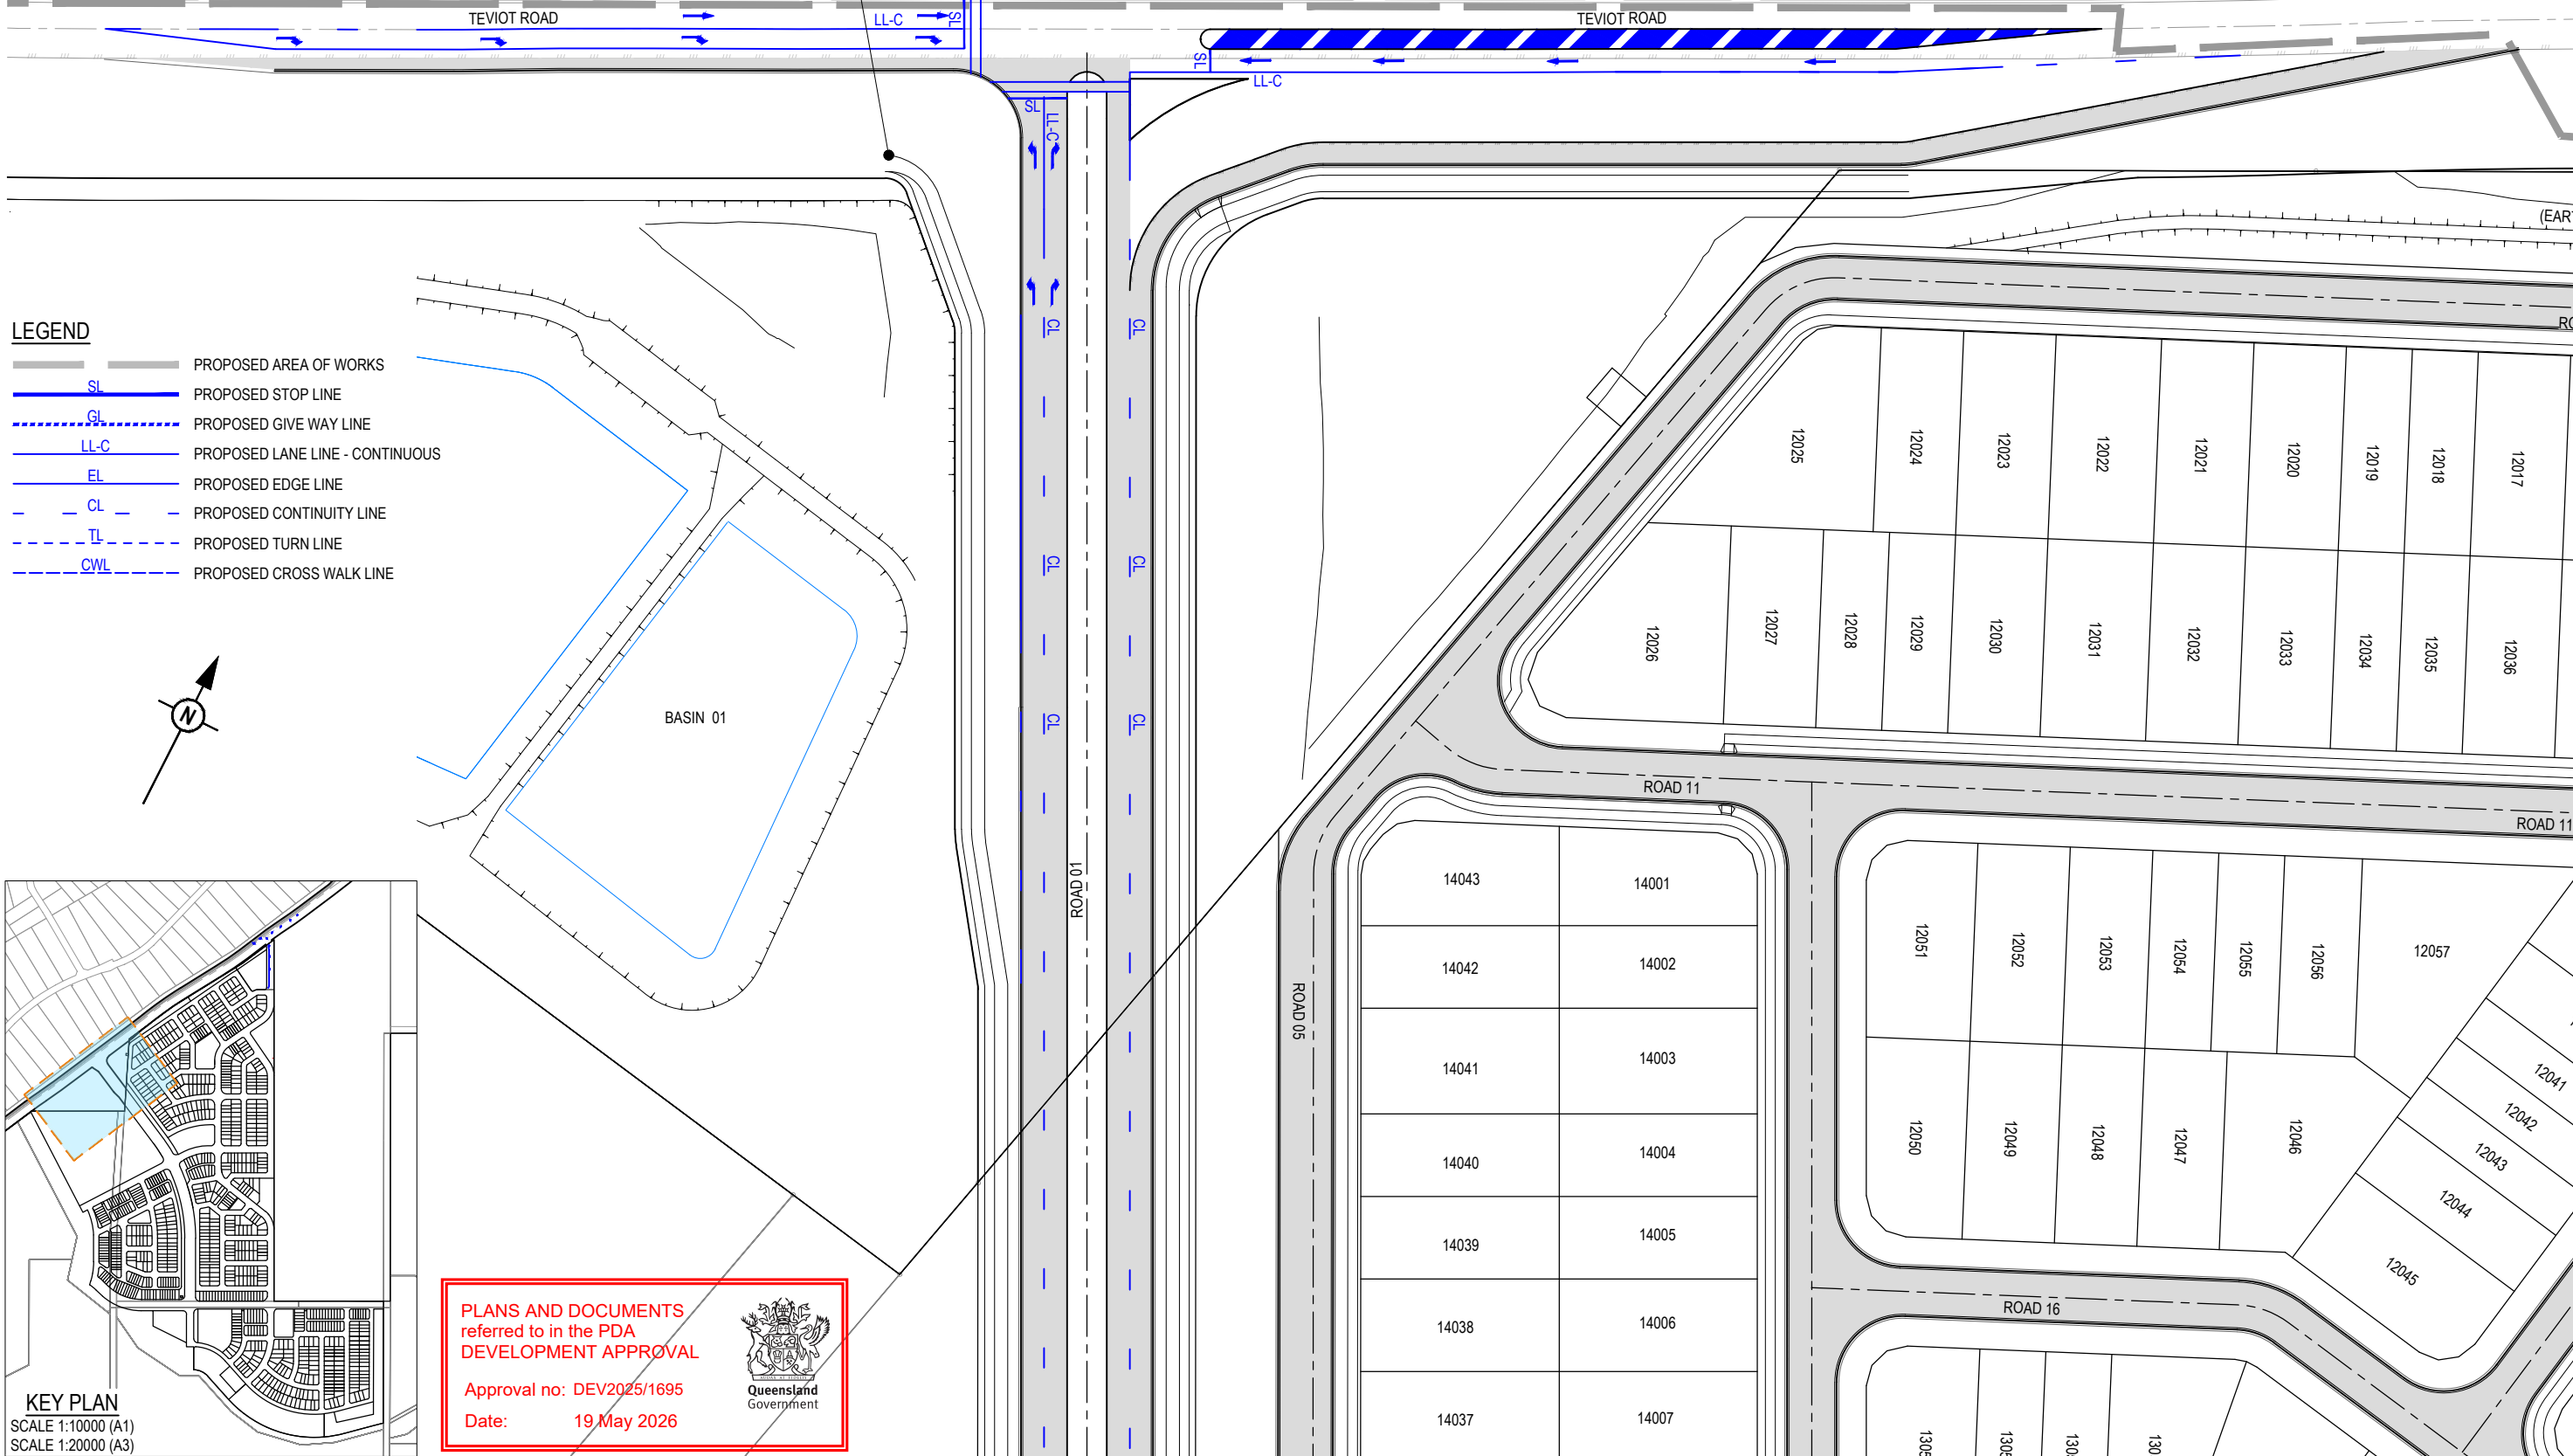 TEVIOT ROAD
LL-C
SL
TEVIOT ROAD
SL
LL-C
SL
LL-C
(EAR
LEGEND
PROPOSED AREA OF WORKS
SL
PROPOSED STOP LINE
GL
PROPOSED GIVE WAY LINE
LL-C
PROPOSED LANE LINE - CONTINUOUS
EL
PROPOSED EDGE LINE
CL
PROPOSED CONTINUITY LINE
TL
PROPOSED TURN LINE
CWL
PROPOSED CROSS WALK LINE
N
BASIN 01
CL
CL
CL
CL
CL
CL
ROAD 01
RO
12025
12024
12023
12022
12021
12020
12019
12018
12017
12026
12027
12028
12029
12030
12031
12032
12033
12034
12035
12036
ROAD 11
ROAD 11
ROAD 05
14043
14001
14042
14002
14041
14003
14040
14004
14039
14005
14038
14006
14037
14007
12051
12052
12053
12054
12055
12056
12057
12050
12049
12048
12047
12046
12041
12042
12043
12044
12045
ROAD 16
1305
1305
130
130
KEY PLAN
SCALE 1:10000 (A1)
SCALE 1:20000 (A3)
PLANS AND DOCUMENTS
referred to in the PDA
DEVELOPMENT APPROVAL
Approval no: DEV2025/1695
Date: 19 May 2026
Queensland
Government